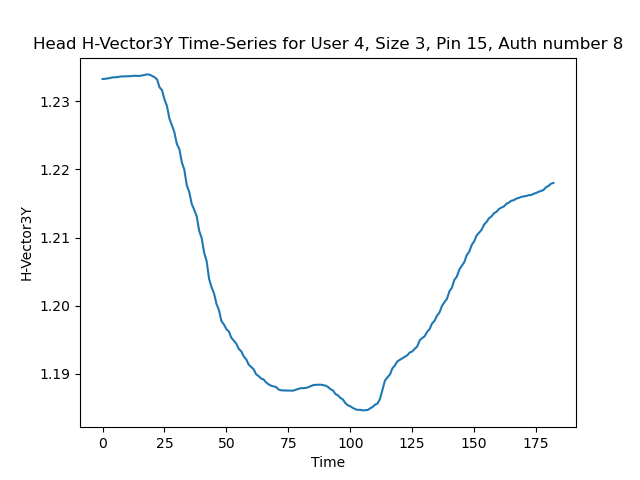 Head H-Vector3Y Time-Series for User 4, Size 3, Pin 15, Auth number 8
1.23
1.22
1.21
1.20
1.19
H-Vector3Y
0 25 50 75 100 125 150 175
Time